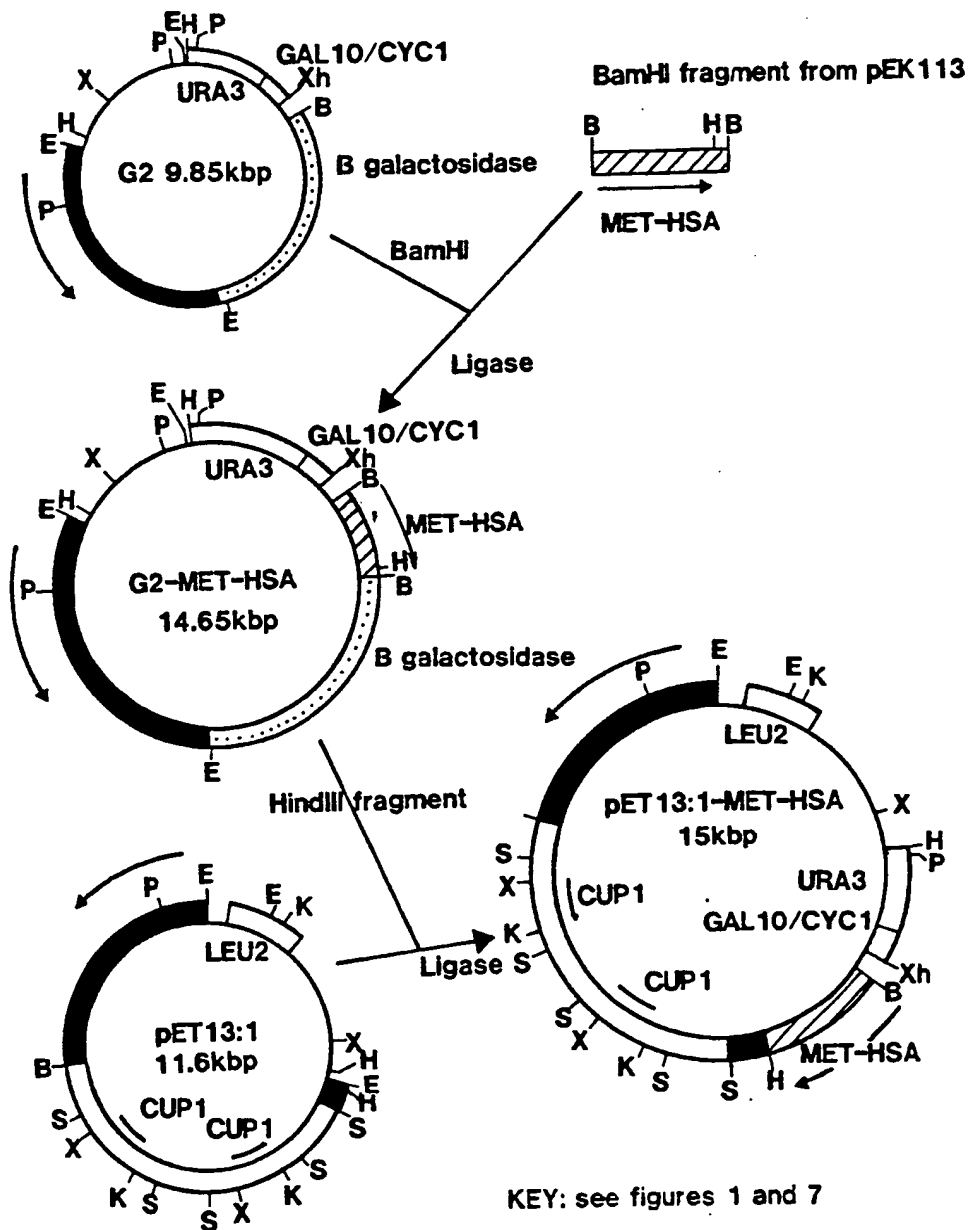 E H P
P
GAL10/CYC1
X
URA3
Xh
B
H
E
G2 9.85kbp
B galactosidase
P
E
BamHI fragment from pEK113
B H B
MET-HSA
BamHI
Ligase
E H P
P
GAL10/CYC1
X
URA3
Xh
B
E H
MET-HSA
P
H
B
G2-MET-HSA
14.65kbp
B galactosidase
E
HindIII fragment
P E E K
LEU2
pET13:1-MET-HSA
15kbp
X
H
P
URA3
GAL10/CYC1
S
X
CUP1
K
S
CUP1
Xh
B
S
X
K
S
S
H
MET-HSA
Ligase
P E E K
LEU2
pET13:1
11.6kbp
X
H
E
H
B
S
CUP1
CUP1
S
X
K
S
S
X
K
S
KEY: see figures 1 and 7